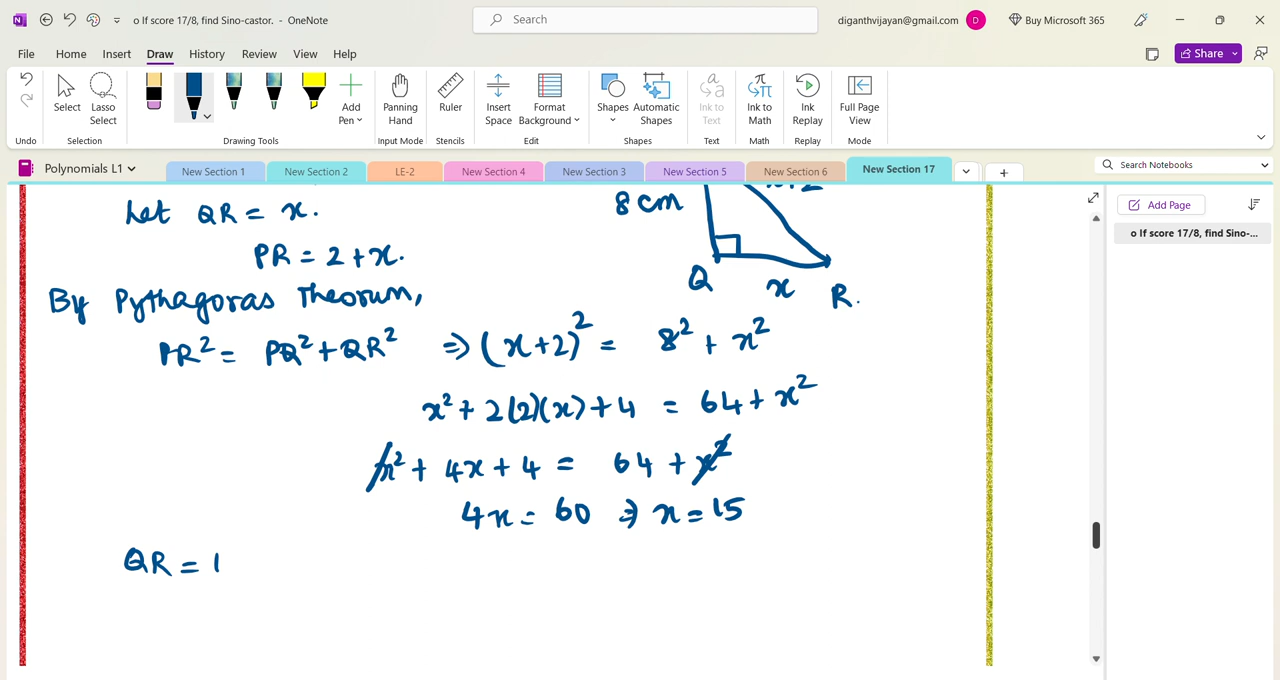 o If score 17/8, find Sino-castor. - OneNote
Search
diganthvijayan@gmail.com D Buy Microsoft 365
File Home Insert Draw History Review View Help Share
Undo Select Lasso Select Add Pen Panning Hand Ruler Insert Space Format Background Shapes Automatic Shapes Ink to Text Ink to Math Ink Replay Full Page View
Undo Selection Drawing Tools Input Mode Stencils Edit Shapes Text Math Replay Mode
Polynomials L1 New Section 1 New Section 2 LE-2 New Section 4 New Section 3 New Section 5 New Section 6 New Section 17 + Search Notebooks
Add Page
o If score 17/8, find Sino-...
Let QR = x.
PR = 2 + x.
By Pythagoras Theorum,
PR² = PQ² + QR² ⇒ (x+2)² = 8² + x²
x² + 2(2)(x) + 4 = 64 + x²
x² + 4x + 4 = 64 + x²
4x = 60 ⇒ x = 15
QR = 1
8 cm
Q
x
R.